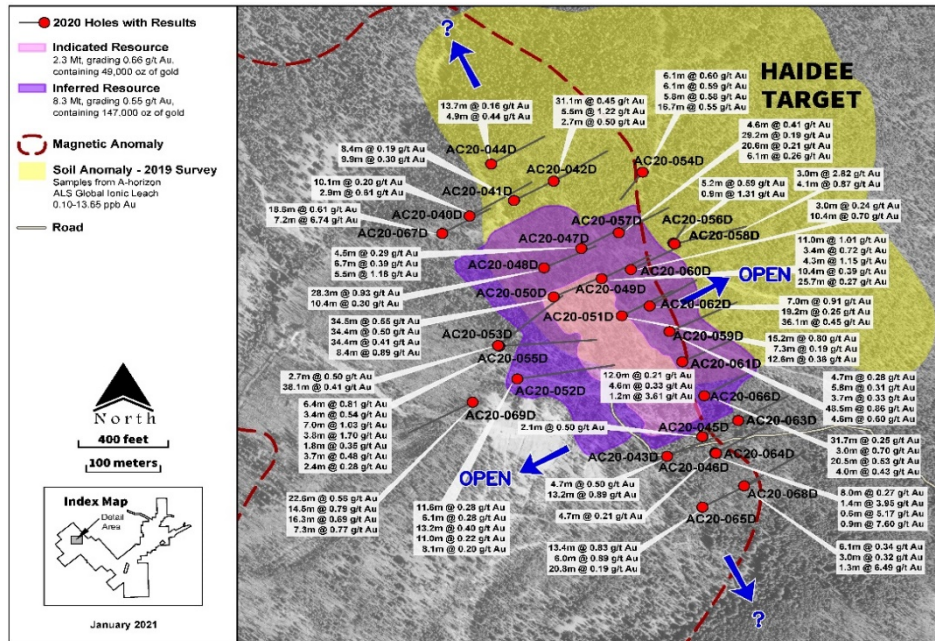 2020 Holes with Results
Indicated Resource
2.3 Mt, grading 0.66 g/t Au,
containing 49,000 oz of gold
Inferred Resource
8.3 Mt, grading 0.55 g/t Au,
containing 147,000 oz of gold
Magnetic Anomaly
Soil Anomaly - 2019 Survey
Samples from A-horizon
ALS Global Ionic Leach
0.10-13.65 ppb Au
Road
North
400 feet
100 meters
Index Map
Detail
Area
January 2021
?
HAIDEE
TARGET
13.7m @ 0.16 g/t Au
4.9m @ 0.44 g/t Au
31.1m @ 0.45 g/t Au
5.5m @ 1.22 g/t Au
2.7m @ 0.50 g/t Au
6.1m @ 0.60 g/t Au
6.1m @ 0.59 g/t Au
5.8m @ 0.58 g/t Au
16.7m @ 0.55 g/t Au
4.6m @ 0.41 g/t Au
29.2m @ 0.19 g/t Au
20.6m @ 0.21 g/t Au
6.1m @ 0.26 g/t Au
8.4m @ 0.19 g/t Au
9.9m @ 0.30 g/t Au
AC20-044D
AC20-042D
AC20-054D
3.0m @ 2.82 g/t Au
4.1m @ 0.87 g/t Au
10.1m @ 0.20 g/t Au
2.9m @ 0.61 g/t Au
AC20-041D
5.2m @ 0.59 g/t Au
0.9m @ 1.31 g/t Au
3.0m @ 0.24 g/t Au
10.4m @ 0.70 g/t Au
18.6m @ 0.61 g/t Au
7.2m @ 6.74 g/t Au
AC20-040D
AC20-067D
AC20-057D
AC20-056D
AC20-058D
AC20-047D
4.5m @ 0.29 g/t Au
6.7m @ 0.39 g/t Au
5.5m @ 1.16 g/t Au
AC20-048D
AC20-060D
AC20-049D
11.0m @ 1.01 g/t Au
3.4m @ 0.72 g/t Au
4.3m @ 1.15 g/t Au
10.4m @ 0.39 g/t Au
25.7m @ 0.27 g/t Au
OPEN
28.3m @ 0.93 g/t Au
10.4m @ 0.30 g/t Au
AC20-050D
AC20-062D
AC20-051D
7.0m @ 0.91 g/t Au
19.2m @ 0.25 g/t Au
36.1m @ 0.45 g/t Au
34.4m @ 0.50 g/t Au
34.4m @ 0.41 g/t Au
8.4m @ 0.89 g/t Au
AC20-053D
AC20-055D
AC20-059D
15.2m @ 0.80 g/t Au
7.3m @ 0.19 g/t Au
12.6m @ 0.38 g/t Au
AC20-061D
2.7m @ 0.50 g/t Au
38.1m @ 0.41 g/t Au
AC20-052D
12.0m @ 0.21 g/t Au
4.6m @ 0.33 g/t Au
1.2m @ 3.61 g/t Au
4.7m @ 0.28 g/t Au
5.8m @ 0.31 g/t Au
3.7m @ 0.33 g/t Au
48.5m @ 0.86 g/t Au
4.6m @ 0.60 g/t Au
6.4m @ 0.81 g/t Au
3.4m @ 0.54 g/t Au
7.0m @ 1.03 g/t Au
3.8m @ 1.70 g/t Au
1.8m @ 0.35 g/t Au
3.7m @ 0.48 g/t Au
2.4m @ 0.28 g/t Au
AC20-069D
AC20-066D
2.1m @ 0.50 g/t Au
AC20-045D
AC20-063D
31.7m @ 0.25 g/t Au
3.0m @ 0.70 g/t Au
20.5m @ 0.53 g/t Au
4.0m @ 0.43 g/t Au
AC20-043D
AC20-046D
AC20-064D
OPEN
22.6m @ 0.55 g/t Au
14.5m @ 0.79 g/t Au
16.3m @ 0.69 g/t Au
7.3m @ 0.77 g/t Au
4.7m @ 0.50 g/t Au
13.2m @ 0.89 g/t Au
4.7m @ 0.21 g/t Au
11.6m @ 0.28 g/t Au
6.1m @ 0.28 g/t Au
13.2m @ 0.40 g/t Au
11.0m @ 0.22 g/t Au
8.1m @ 0.20 g/t Au
AC20-068D
AC20-065D
8.0m @ 0.27 g/t Au
1.4m @ 3.95 g/t Au
0.6m @ 5.17 g/t Au
0.9m @ 7.60 g/t Au
13.4m @ 0.83 g/t Au
6.0m @ 0.89 g/t Au
20.8m @ 0.19 g/t Au
6.1m @ 0.34 g/t Au
3.0m @ 0.32 g/t Au
1.3m @ 6.49 g/t Au
?